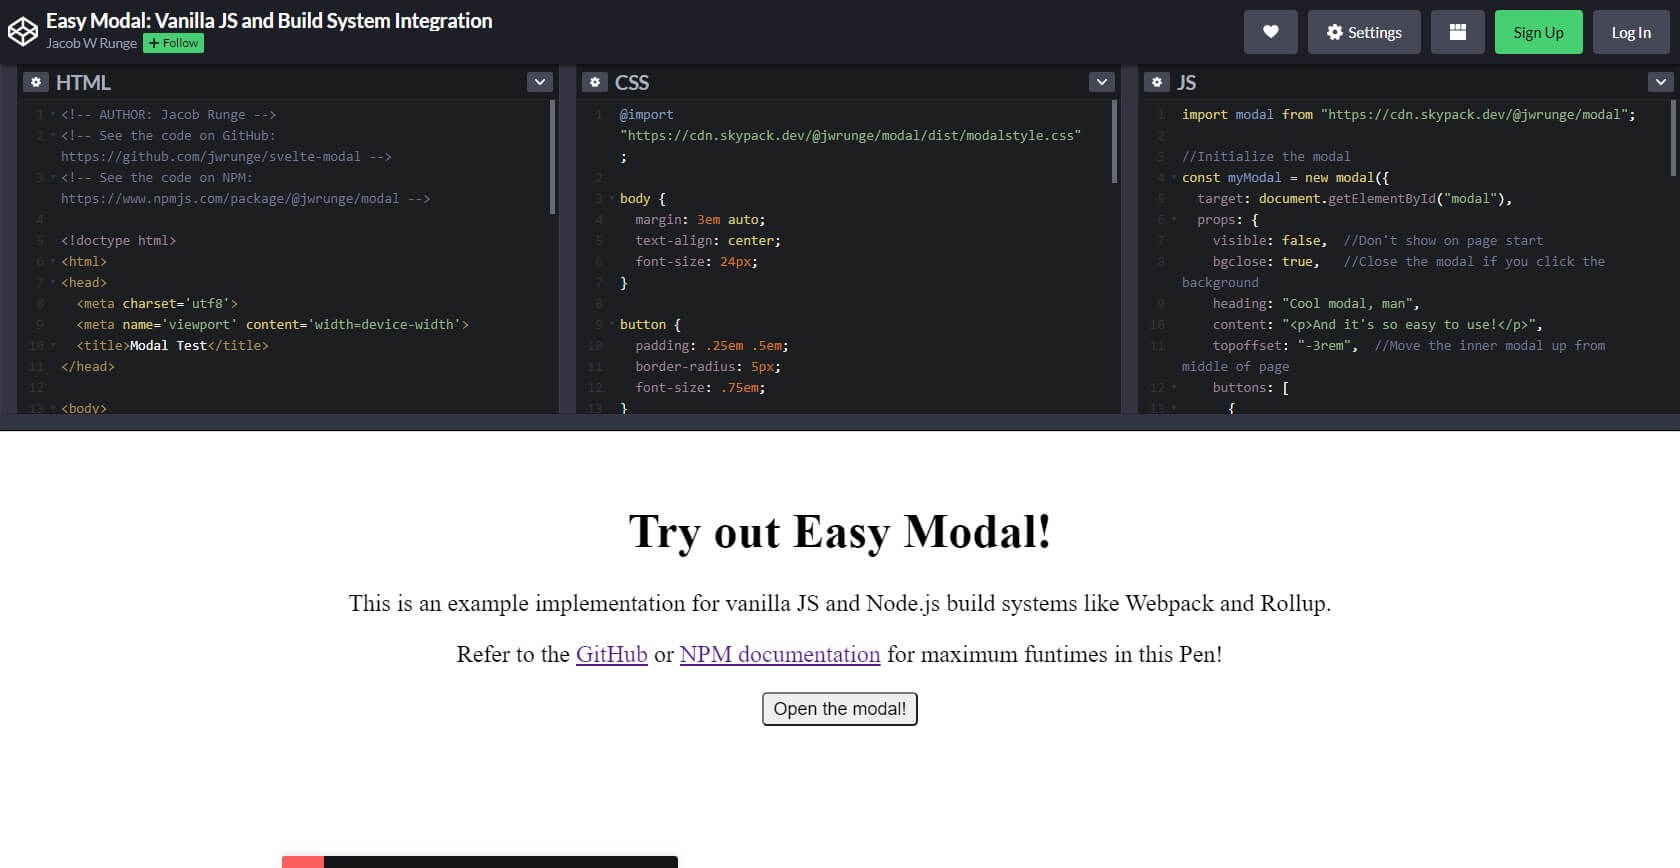 Easy Modal: Vanilla JS and Build System Integration
Jacob W Runge + Follow
Settings
Sign Up
Log In
HTML
1 <!-- AUTHOR: Jacob Runge -->
2 <!-- See the code on GitHub:
https://github.com/jwrunge/svelte-modal -->
3 <!-- See the code on NPM:
https://www.npmjs.com/package/@jwrunge/modal -->
4
5 <!doctype html>
6 <html>
7 <head>
8 <meta charset='utf8'>
9 <meta name='viewport' content='width=device-width'>
10 <title>Modal Test</title>
11 </head>
12
13 <body>
CSS
1 @import
"https://cdn.skypack.dev/@jwrunge/modal/dist/modalstyle.css"
;
2
3 body {
4 margin: 3em auto;
5 text-align: center;
6 font-size: 24px;
7 }
8
9 button {
10 padding: .25em .5em;
11 border-radius: 5px;
12 font-size: .75em;
13 }
JS
1 import modal from "https://cdn.skypack.dev/@jwrunge/modal";
2
3 //Initialize the modal
4 const myModal = new modal({
5 target: document.getElementById("modal"),
6 props: {
7 visible: false, //Don't show on page start
8 bgclose: true, //Close the modal if you click the
background
9 heading: "Cool modal, man",
10 content: "<p>And it's so easy to use!</p>",
11 topoffset: "-3rem", //Move the inner modal up from
middle of page
12 buttons: [
13 {
Try out Easy Modal!
This is an example implementation for vanilla JS and Node.js build systems like Webpack and Rollup.
Refer to the GitHub or NPM documentation for maximum funtimes in this Pen!
Open the modal!